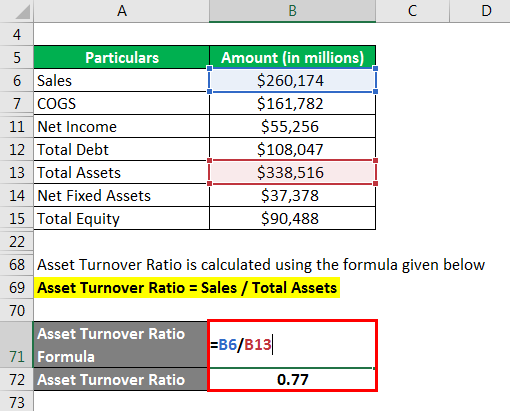 A B C D
4
5 Particulars Amount (in millions)
6 Sales $260,174
7 COGS $161,782
11 Net Income $55,256
12 Total Debt $108,047
13 Total Assets $338,516
14 Net Fixed Assets $37,378
15 Total Equity $90,488
22
68 Asset Turnover Ratio is calculated using the formula given below
69 Asset Turnover Ratio = Sales / Total Assets
70
Asset Turnover Ratio
71 Formula =B6/B13
72 Asset Turnover Ratio 0.77
73